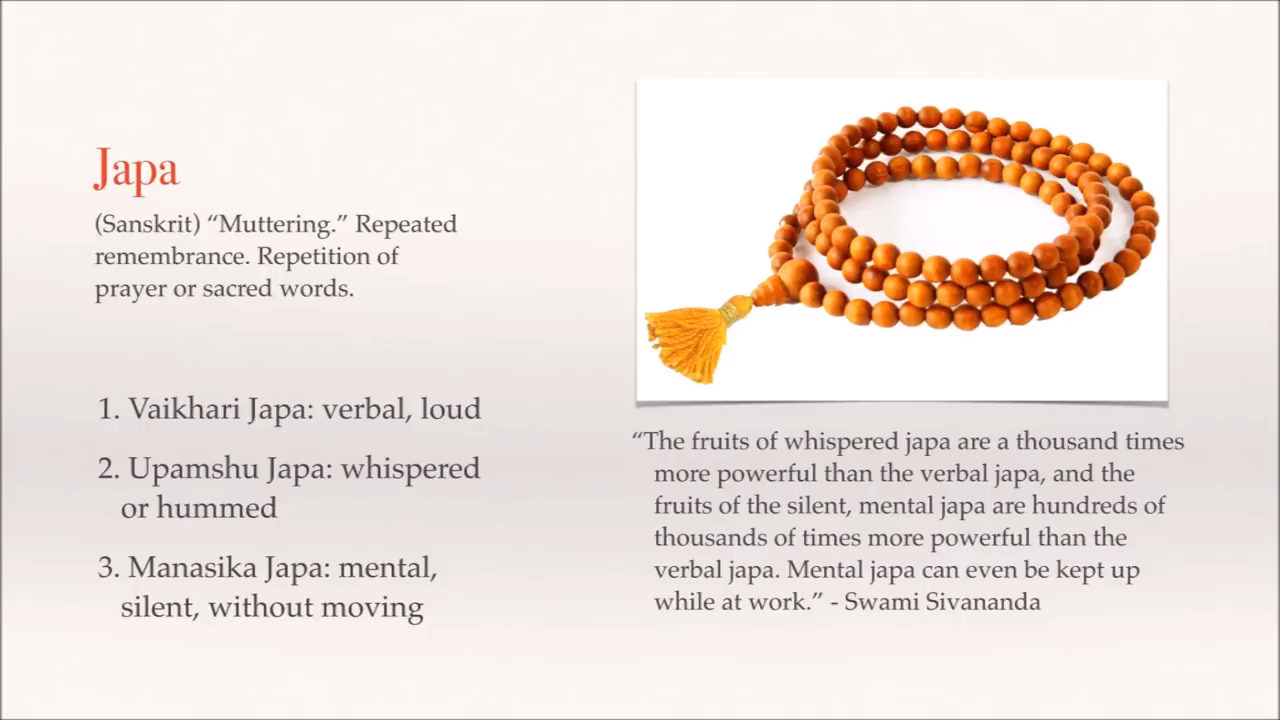 Japa
(Sanskrit) “Muttering.” Repeated
remembrance. Repetition of
prayer or sacred words.
1. Vaikhari Japa: verbal, loud
2. Upamshu Japa: whispered
or hummed
3. Manasika Japa: mental,
silent, without moving
“The fruits of whispered japa are a thousand times
more powerful than the verbal japa, and the
fruits of the silent, mental japa are hundreds of
thousands of times more powerful than the
verbal japa. Mental japa can even be kept up
while at work.” - Swami Sivananda